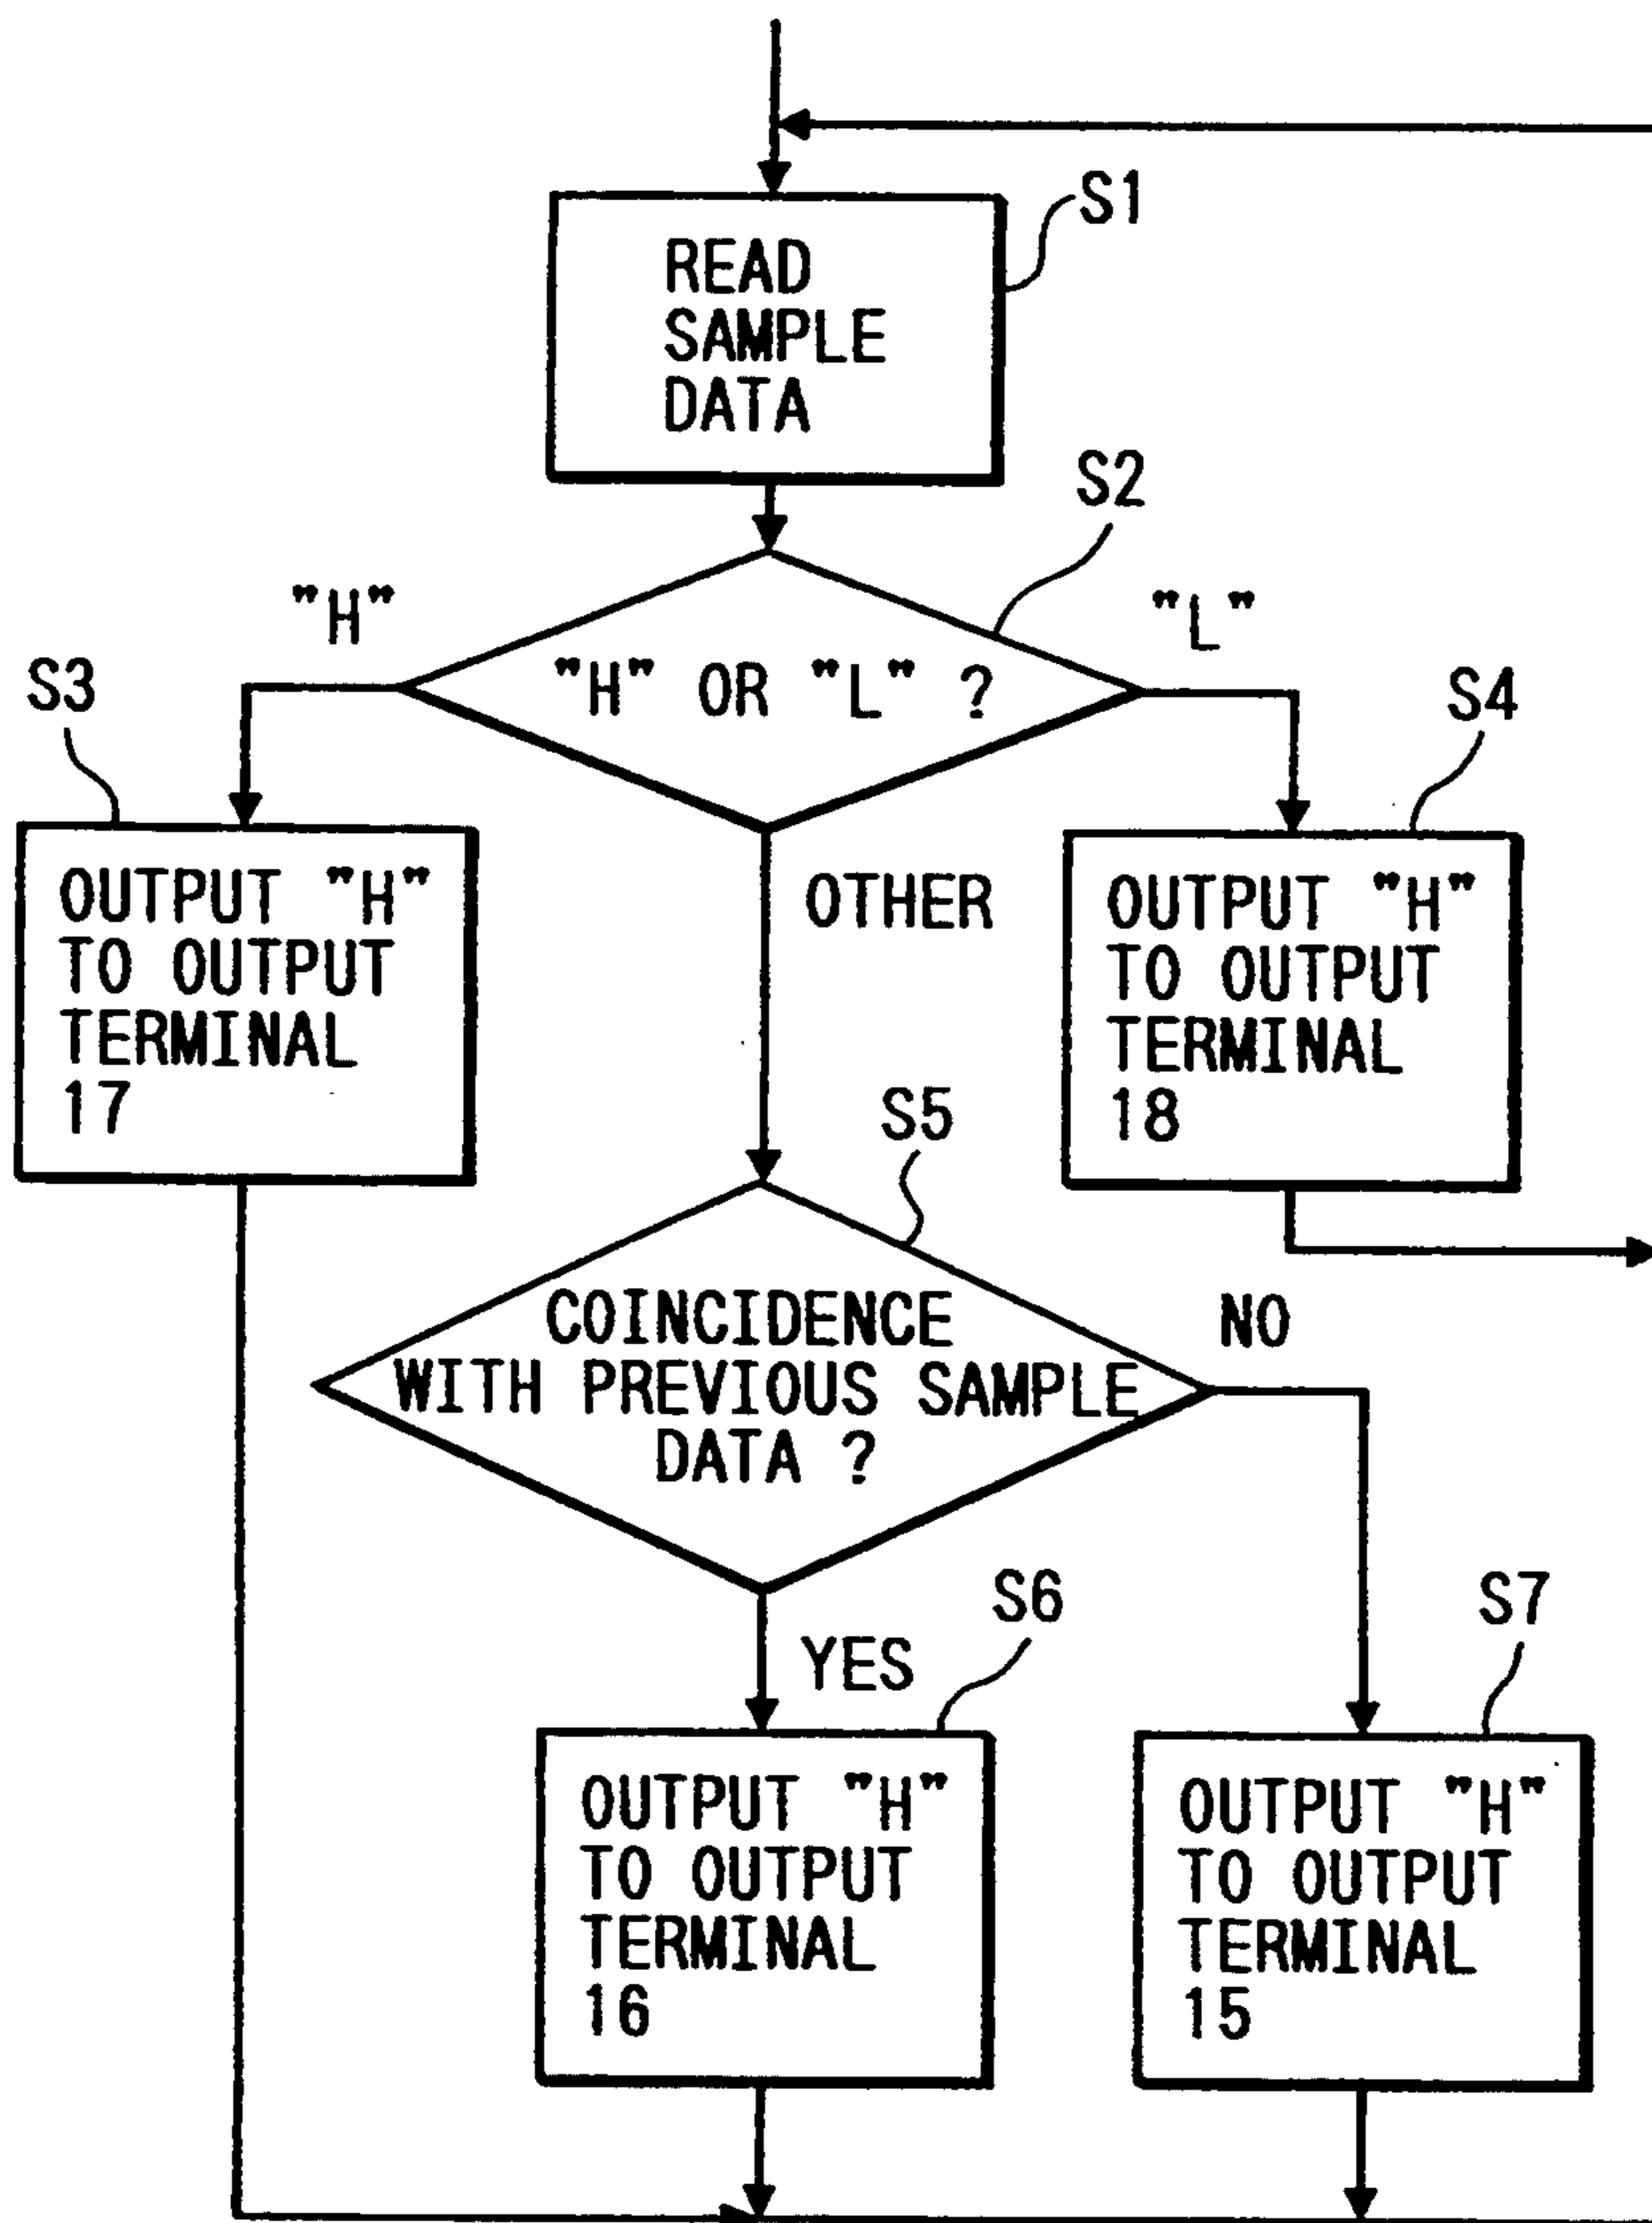 S1
READ
SAMPLE
DATA
S2
"H"
"H" OR "L" ?
"L"
S3
OUTPUT "H"
TO OUTPUT
TERMINAL
17
OTHER
S4
OUTPUT "H"
TO OUTPUT
TERMINAL
18
S5
COINCIDENCE
WITH PREVIOUS SAMPLE
DATA ?
NO
YES
S6
OUTPUT "H"
TO OUTPUT
TERMINAL
16
S7
OUTPUT "H"
TO OUTPUT
TERMINAL
15